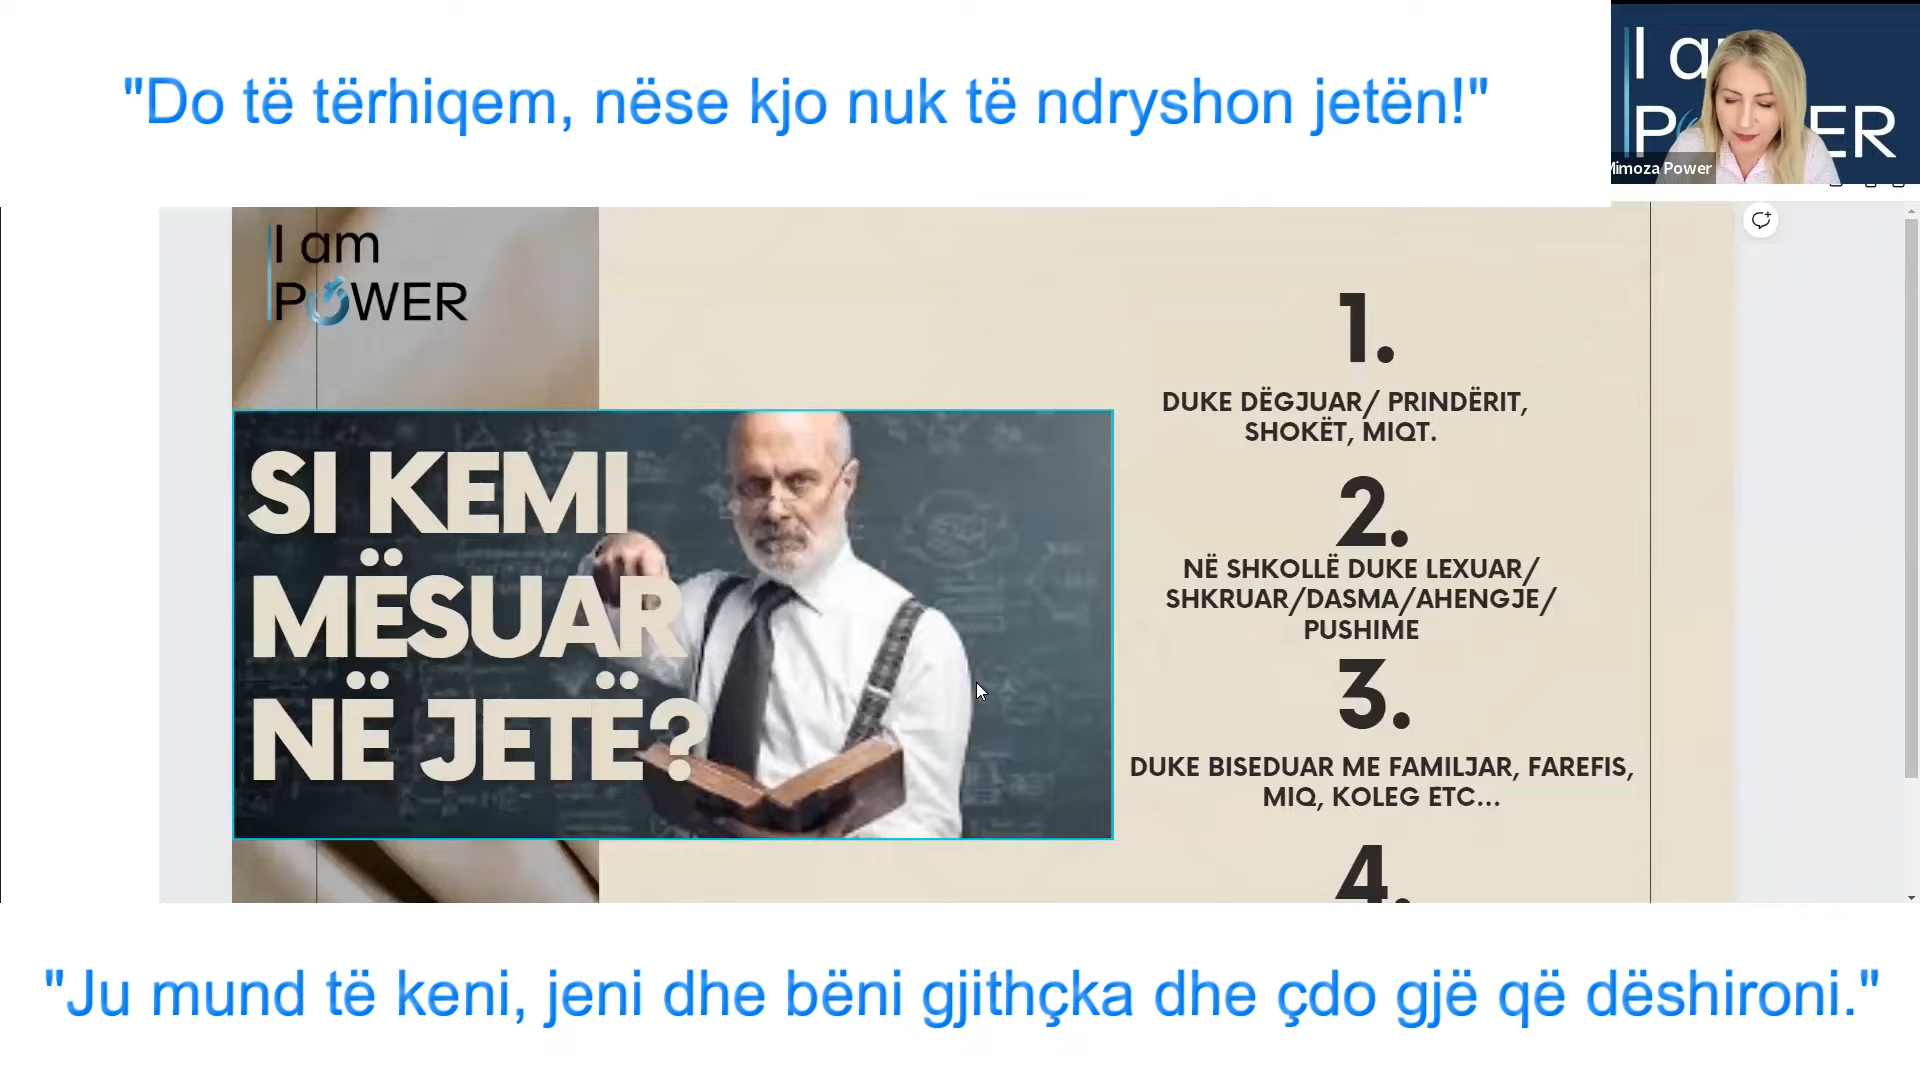 "Do të tërhiqem, nëse kjo nuk të ndryshon jetën!"
I am
POWER
Mimoza Power
I am
POWER
SI KEMI
MËSUAR
NË JETË?
1.
DUKE DËGJUAR/ PRINDËRIT,
SHOKËT, MIQT.
2.
NË SHKOLLË DUKE LEXUAR/
SHKRUAR/DASMA/AHENGJE/
PUSHIME
3.
DUKE BISEDUAR ME FAMILJAR, FAREFIS,
MIQ, KOLEG ETC...
4.
"Ju mund të keni, jeni dhe bëni gjithçka dhe çdo gjë që dëshironi."